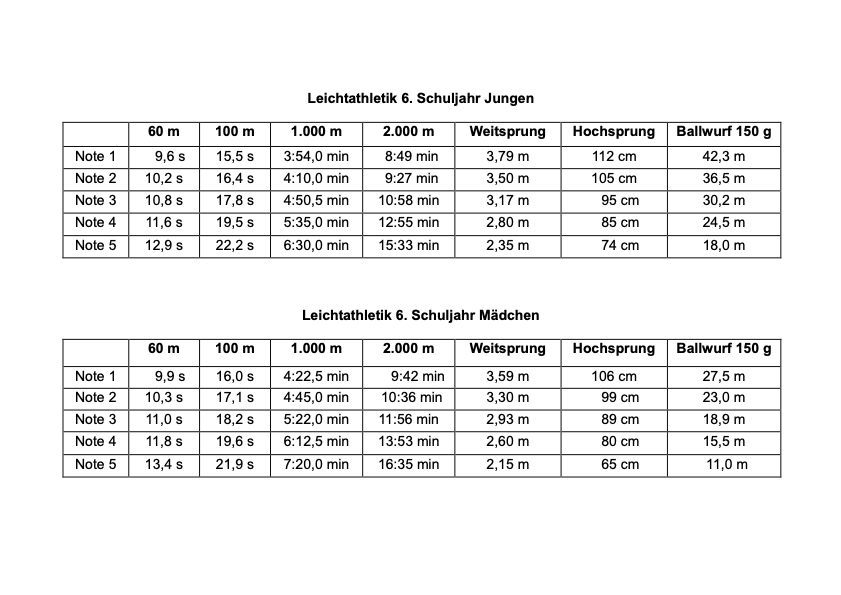 Leichtathletik 6. Schuljahr Jungen
60 m 100 m 1.000 m 2.000 m Weitsprung Hochsprung Ballwurf 150 g
Note 1 9,6 s 15,5 s 3:54,0 min 8:49 min 3,79 m 112 cm 42,3 m
Note 2 10,2 s 16,4 s 4:10,0 min 9:27 min 3,50 m 105 cm 36,5 m
Note 3 10,8 s 17,8 s 4:50,5 min 10:58 min 3,17 m 95 cm 30,2 m
Note 4 11,6 s 19,5 s 5:35,0 min 12:55 min 2,80 m 85 cm 24,5 m
Note 5 12,9 s 22,2 s 6:30,0 min 15:33 min 2,35 m 74 cm 18,0 m
Leichtathletik 6. Schuljahr Mädchen
60 m 100 m 1.000 m 2.000 m Weitsprung Hochsprung Ballwurf 150 g
Note 1 9,9 s 16,0 s 4:22,5 min 9:42 min 3,59 m 106 cm 27,5 m
Note 2 10,3 s 17,1 s 4:45,0 min 10:36 min 3,30 m 99 cm 23,0 m
Note 3 11,0 s 18,2 s 5:22,0 min 11:56 min 2,93 m 89 cm 18,9 m
Note 4 11,8 s 19,6 s 6:12,5 min 13:53 min 2,60 m 80 cm 15,5 m
Note 5 13,4 s 21,9 s 7:20,0 min 16:35 min 2,15 m 65 cm 11,0 m